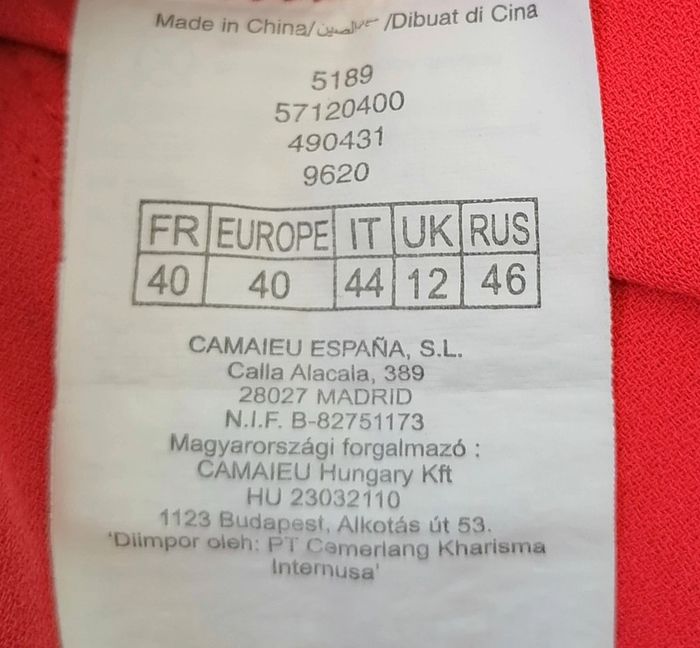 Made in China/صنع في الصين/Dibuat di Cina
5189
57120400
490431
9620
FR EUROPE IT UK RUS
40 40 44 12 46
CAMAIEU ESPAÑA, S.L.
Calla Alacala, 389
28027 MADRID
N.I.F. B-82751173
Magyarországi forgalmazó :
CAMAIEU Hungary Kft
HU 23032110
1123 Budapest, Alkotás út 53.
'Diimpor oleh: PT Cemerlang Kharisma
Internusa'